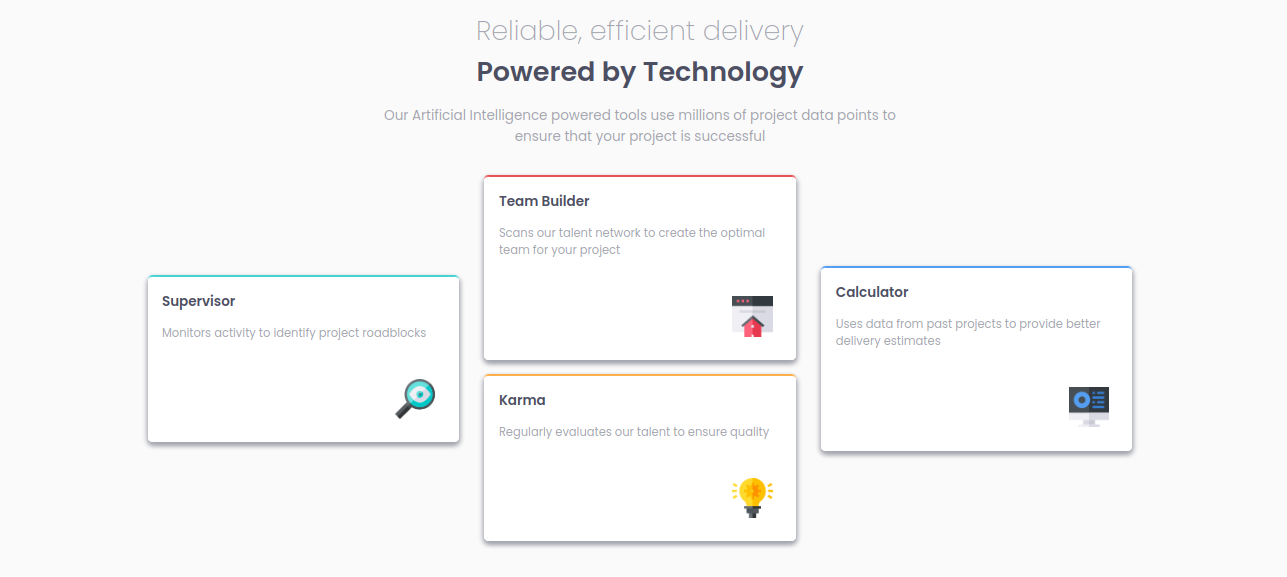 Reliable, efficient delivery
Powered by Technology
Our Artificial Intelligence powered tools use millions of project data points to
ensure that your project is successful
Supervisor
Monitors activity to identify project roadblocks
Team Builder
Scans our talent network to create the optimal
team for your project
Karma
Regularly evaluates our talent to ensure quality
Calculator
Uses data from past projects to provide better
delivery estimates